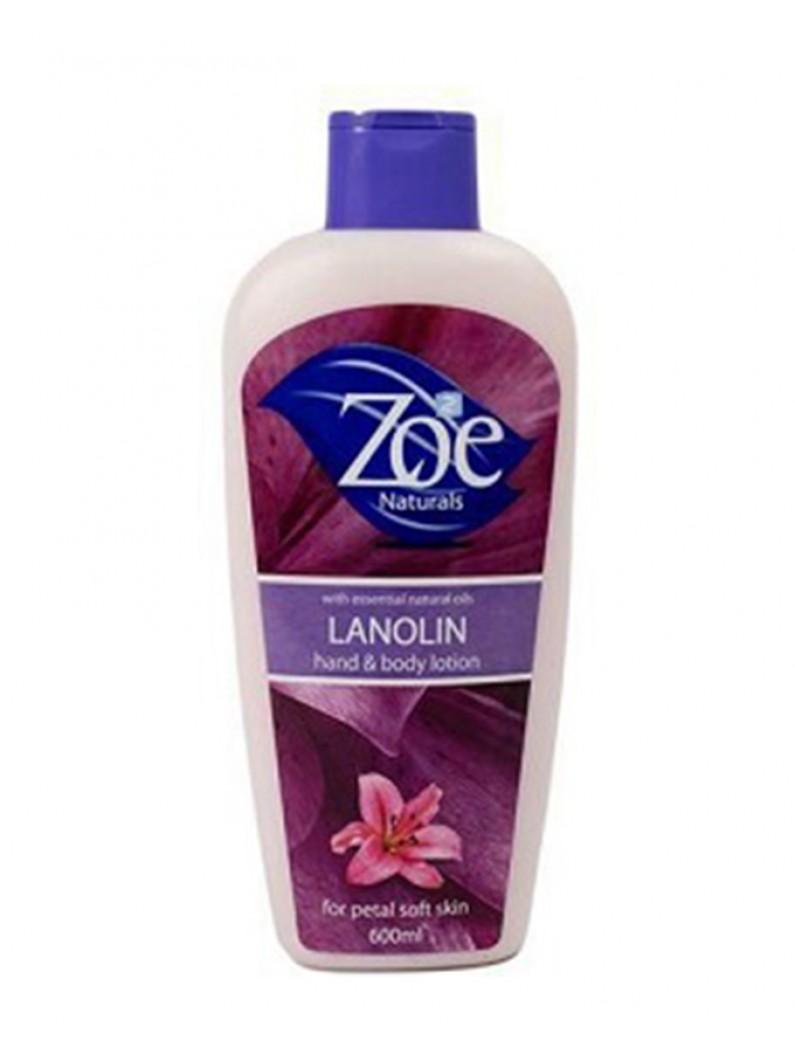 Zoe
Naturals
with essential natural oils
LANOLIN
hand & body lotion
for petal soft skin
600ml